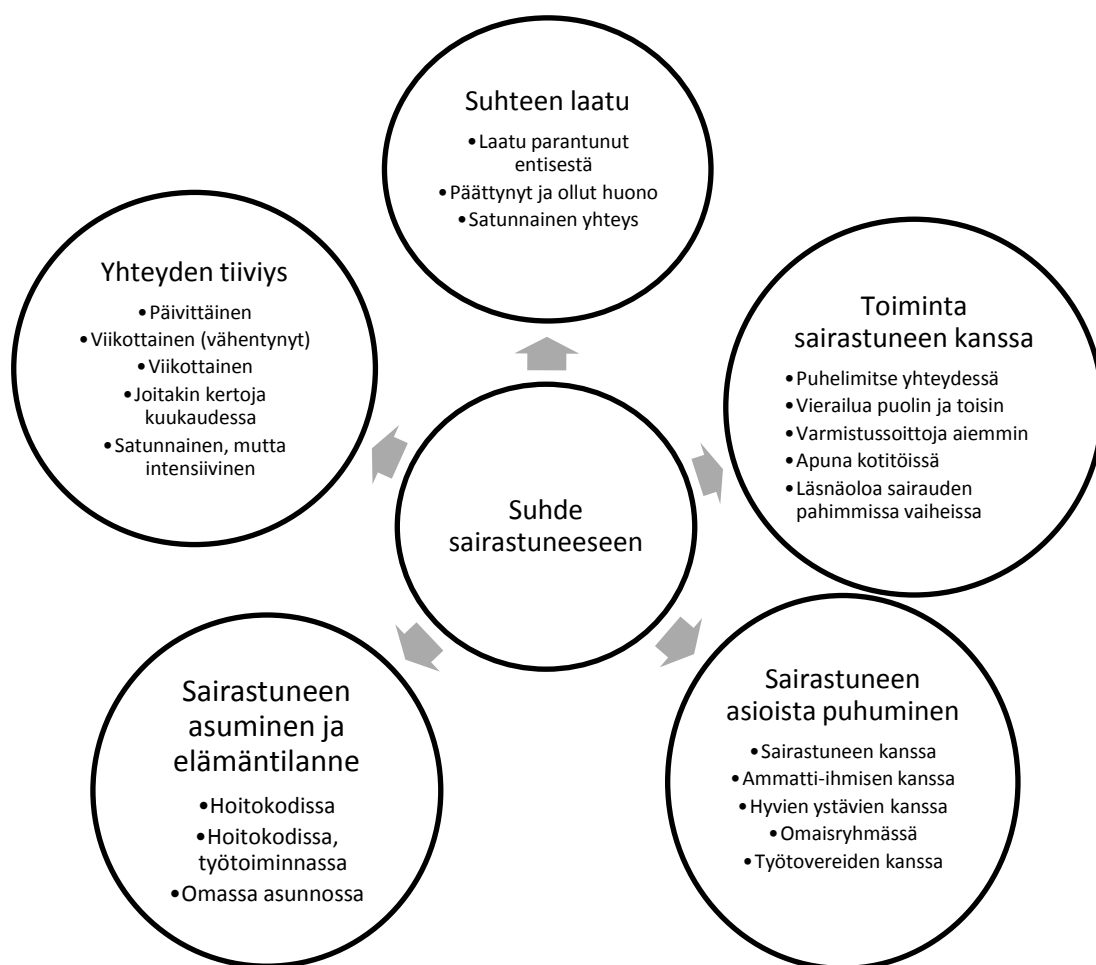 Suhteen laatu
•Laatu parantunut
entisestä
•Päättynyt ja ollut huono
•Satunnainen yhteys
Yhteyden tiiviys
•Päivittäinen
•Viikottainen (vähentynyt)
•Viikottainen
•Joitakin kertoja
kuukaudessa
•Satunnainen, mutta
intensiivinen
Toiminta
sairastuneen kanssa
•Puhelimitse yhteydessä
•Vierailua puolin ja toisin
•Varmistussoittoja aiemmin
•Apuna kotitöissä
•Läsnäoloa sairauden
pahimmissa vaiheissa
Suhde
sairastuneeseen
Sairastuneen
asuminen ja
elämäntilanne
•Hoitokodissa
•Hoitokodissa,
työtoiminnassa
•Omassa asunnossa
Sairastuneen
asioista puhuminen
•Sairastuneen kanssa
•Ammatti-ihmisen kanssa
•Hyvien ystävien kanssa
•Omaisryhmässä
•Työtovereiden kanssa